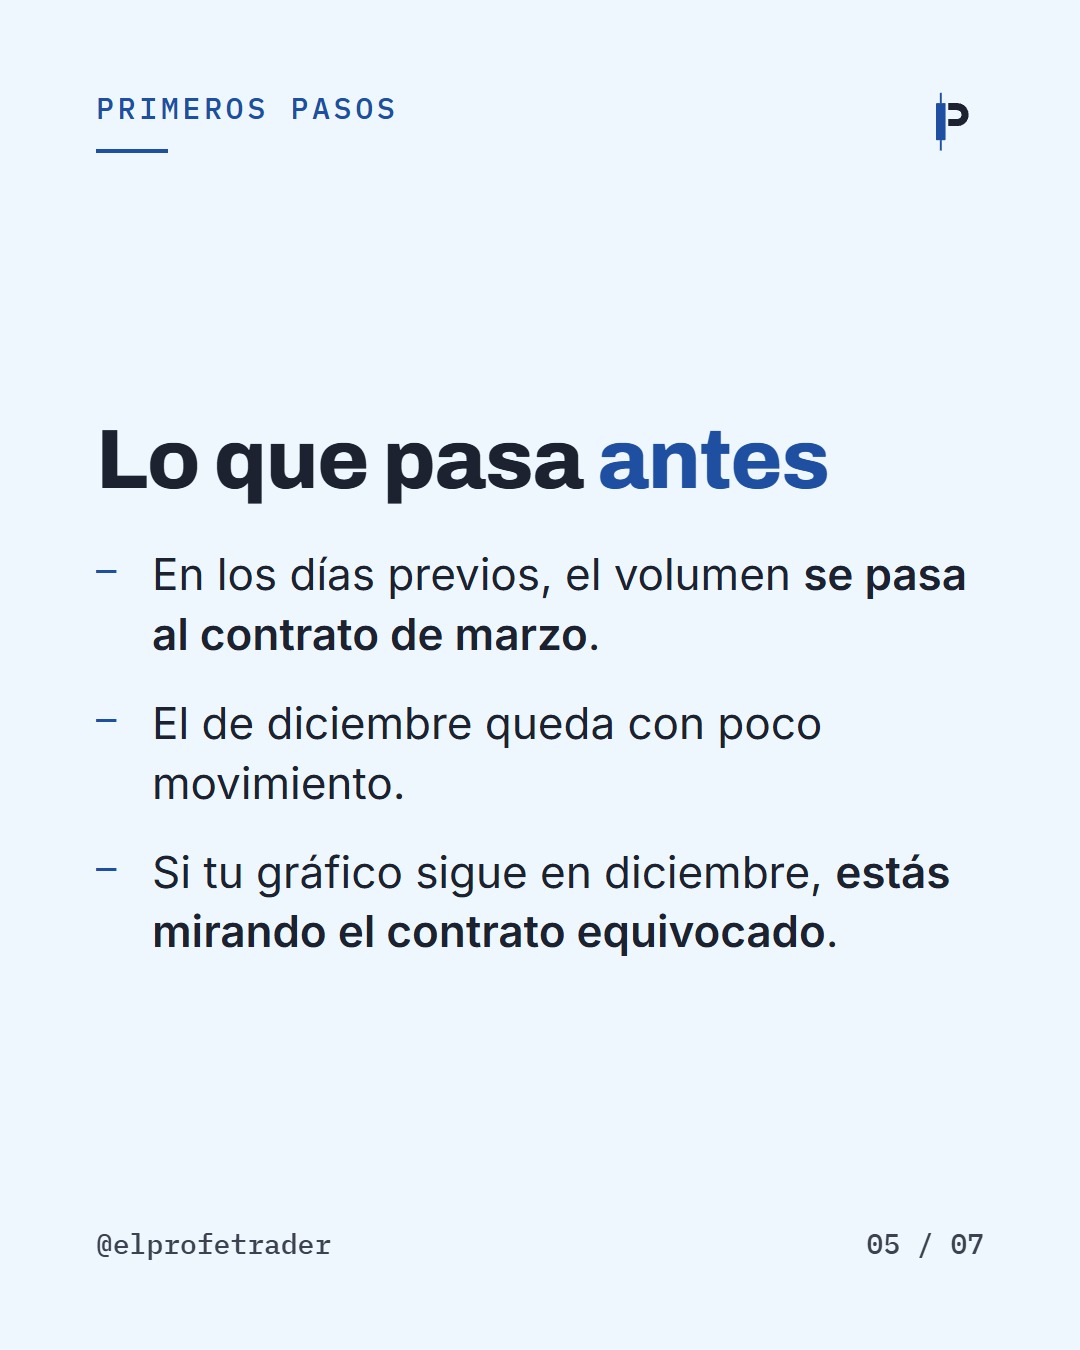 PRIMEROS PASOS
Lo que pasa antes
– En los días previos, el volumen se pasa
al contrato de marzo.
– El de diciembre queda con poco
movimiento.
– Si tu gráfico sigue en diciembre, estás
mirando el contrato equivocado.
@elprofetrader
05 / 07